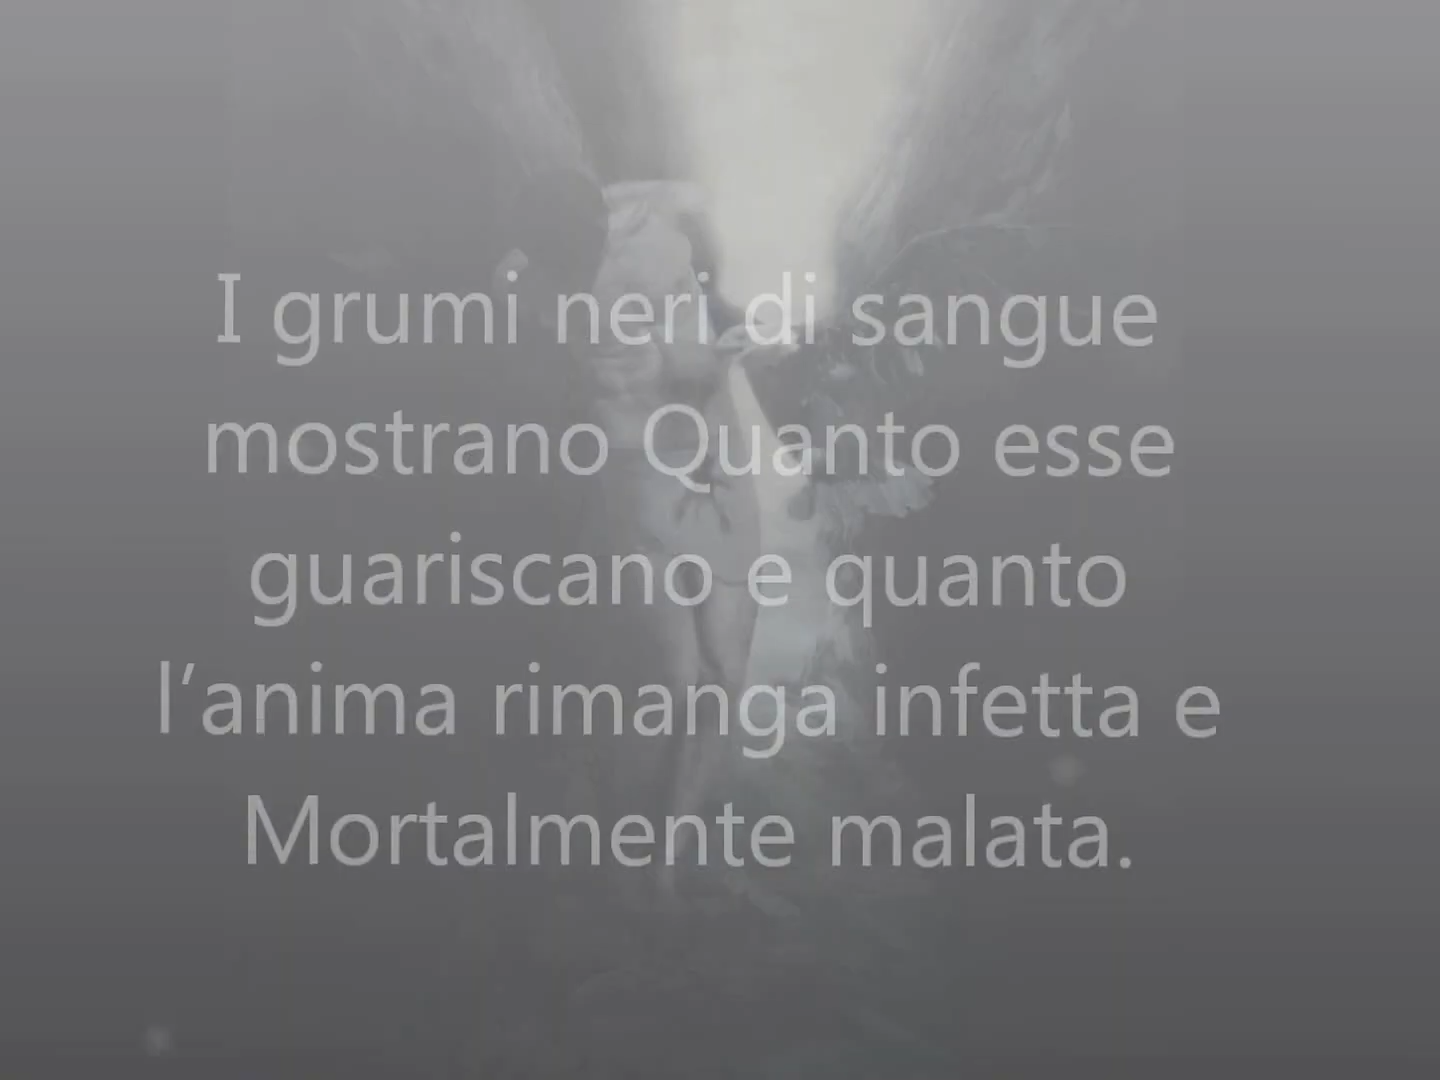 I grumi neri di sangue
mostrano Quanto esse
guariscano e quanto
l’anima rimanga infetta e
Mortalmente malata.